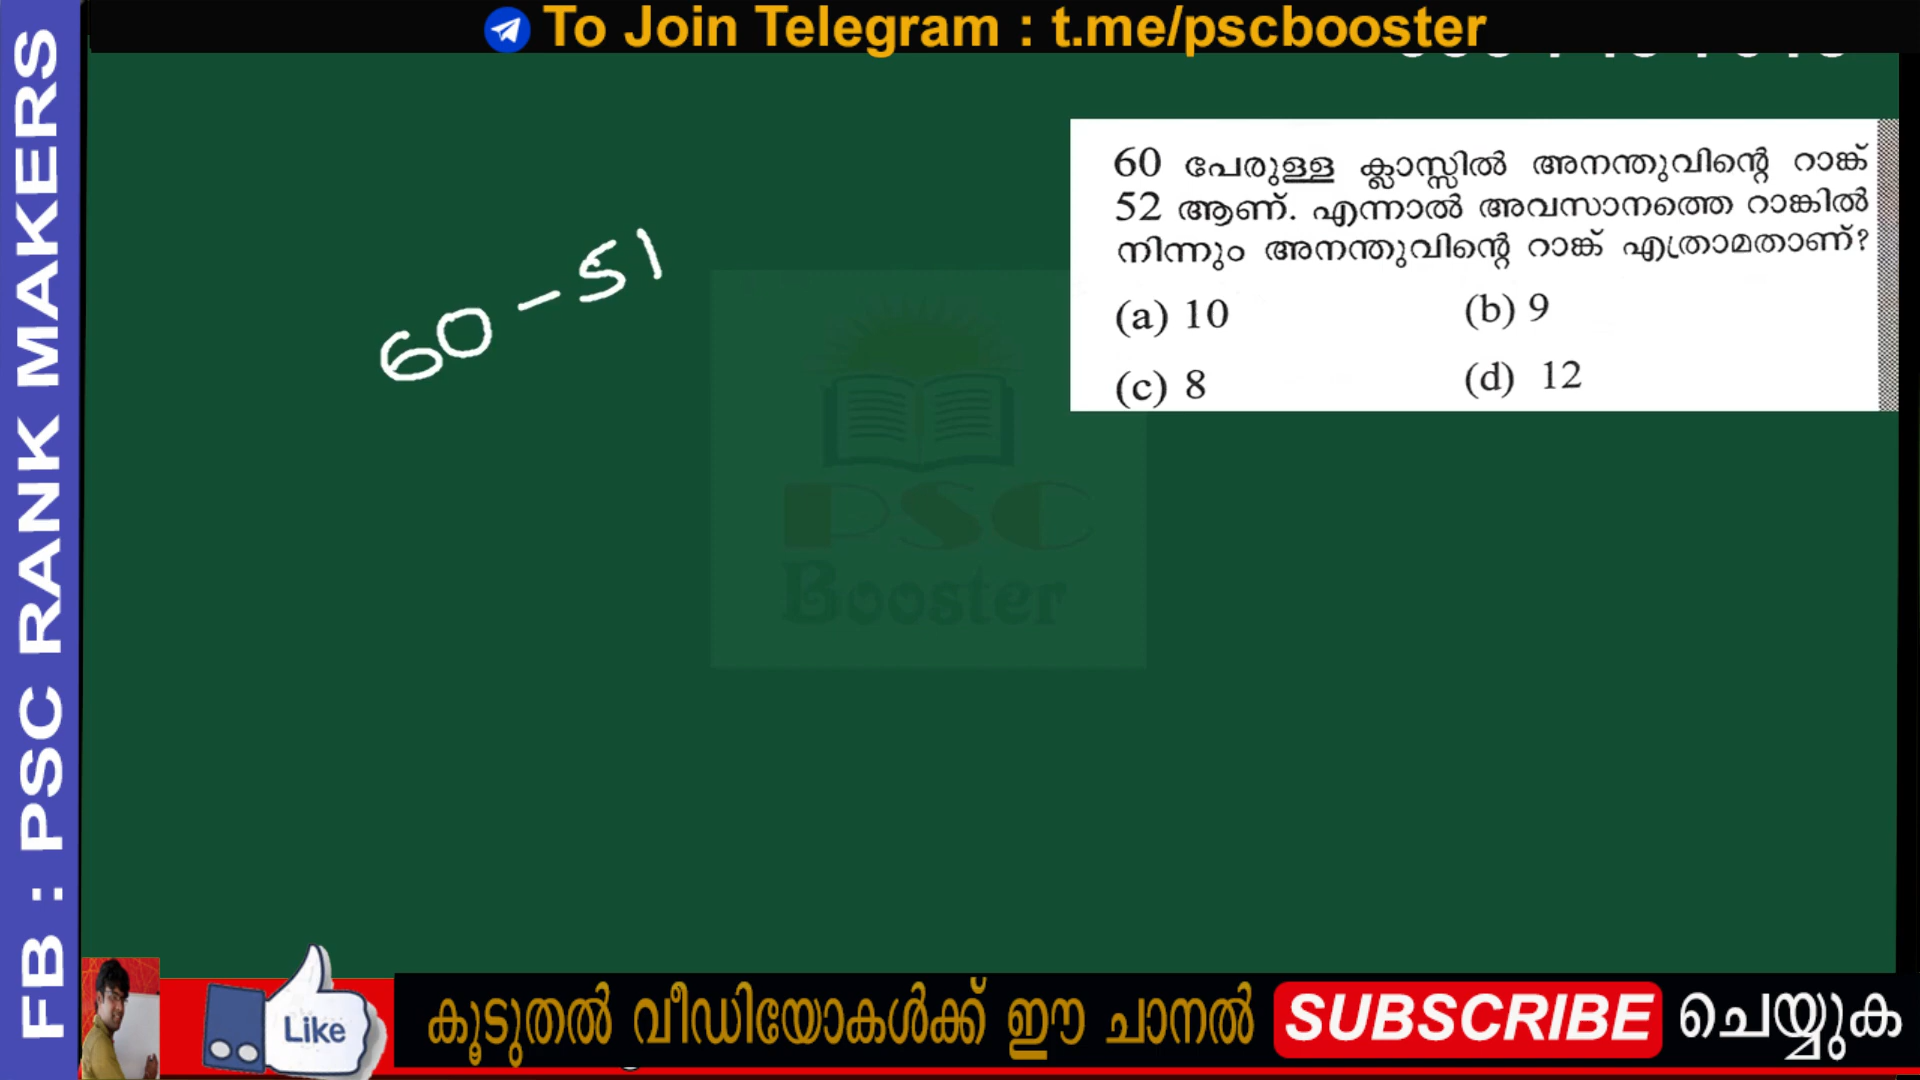 To Join Telegram : t.me/pscbooster
FB : PSC RANK MAKERS
60 പേരുള്ള ക്ലാസ്സിൽ അനന്തുവിന്റെ റാങ്ക്
52 ആണ്. എന്നാൽ അവസാനത്തെ റാങ്കിൽ
നിന്നും അനന്തുവിന്റെ റാങ്ക് എത്രാമതാണ്?
(a) 10 (b) 9
(c) 8 (d) 12
60 - 51
PSC
Booster
Like
കൂടുതൽ വീഡിയോകൾക്ക് ഈ ചാനൽ SUBSCRIBE ചെയ്യുക